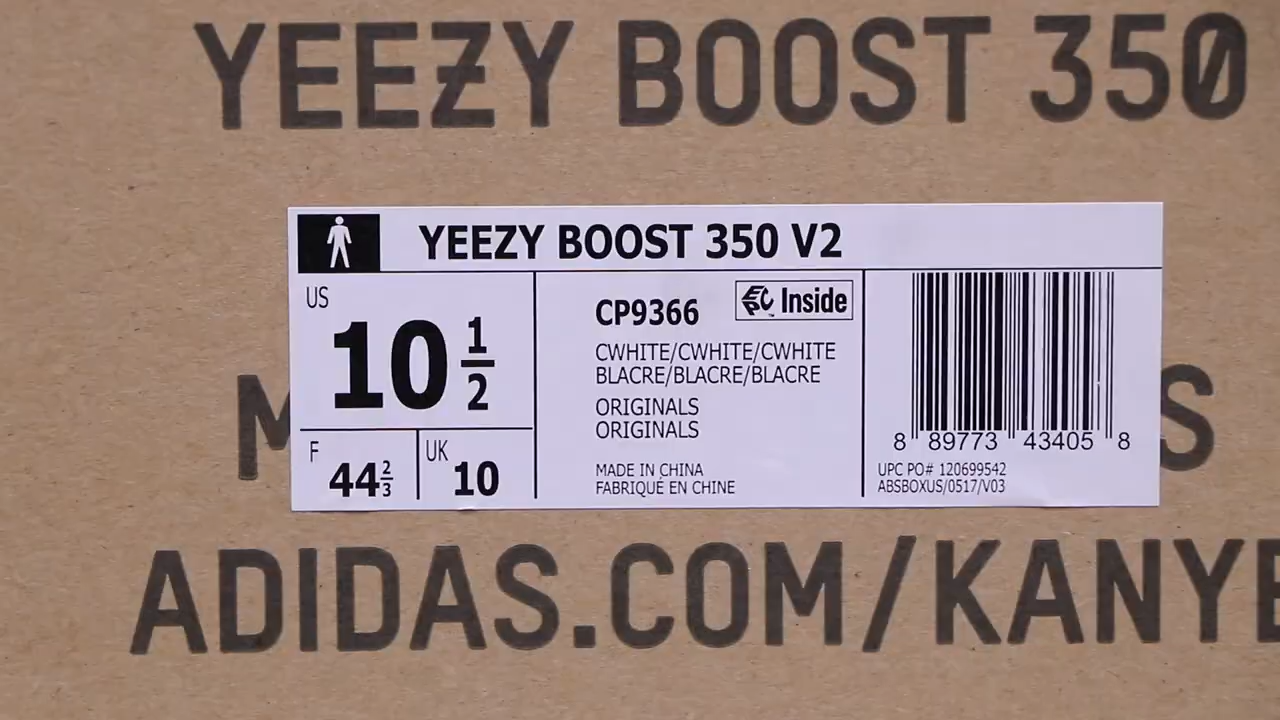 YEEZY BOOST 350
YEEZY BOOST 350 V2
US
10 1/2
F
44 2/3
UK
10
CP9366
EPC Inside
CWHITE/CWHITE/CWHITE
BLACRE/BLACRE/BLACRE
ORIGINALS
ORIGINALS
MADE IN CHINA
FABRIQUÉ EN CHINE
8 89773 43405 8
UPC PO# 120699542
ABSBOXUS/0517/V03
M
S
ADIDAS.COM/KANYE